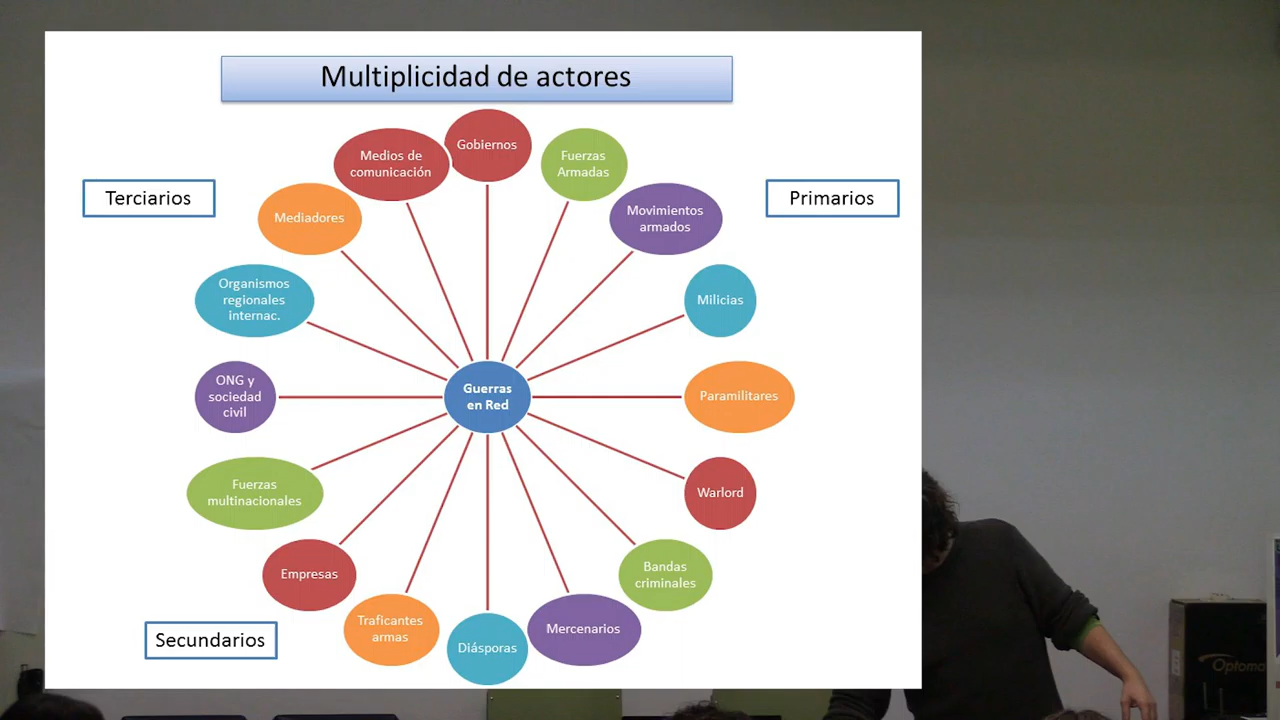 Multiplicidad de actores
Gobiernos
Medios de
comunicación
Fuerzas
Armadas
Terciarios
Primarios
Mediadores
Movimientos
armados
Organismos
regionales
internac.
Milicias
ONG y
sociedad
civil
Guerras
en Red
Paramilitares
Fuerzas
multinacionales
Warlord
Empresas
Bandas
criminales
Traficantes
armas
Mercenarios
Secundarios
Diásporas
Optoma